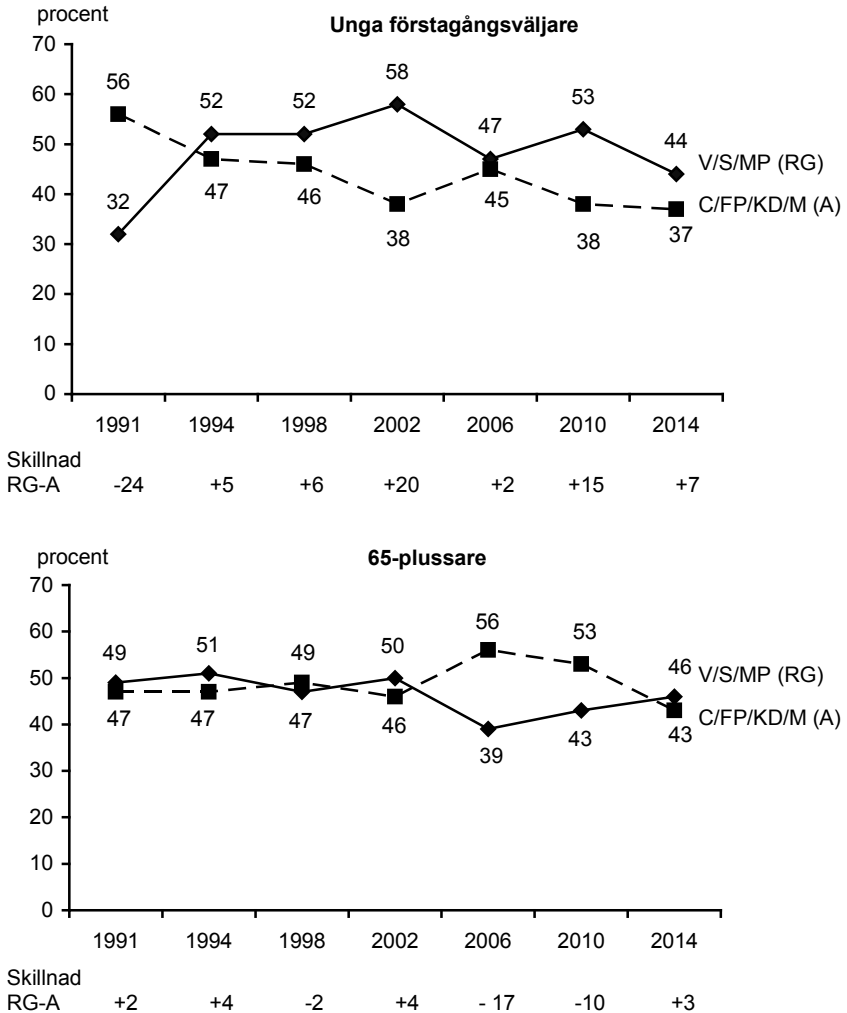 procent
Unga förstagångsväljare
70
56 52 52 58 47 53 44
60
50
V/S/MP (RG)
40
32 47 46 38 45 38 37
C/FP/KD/M (A)
30
20
10
0
1991 1994 1998 2002 2006 2010 2014
Skillnad
RG-A -24 +5 +6 +20 +2 +15 +7
procent
65-plussare
70
60
49 51 49 50 56 53 46
50
V/S/MP (RG)
47 47 47 46 39 43 43
C/FP/KD/M (A)
40
30
20
10
0
1991 1994 1998 2002 2006 2010 2014
Skillnad
RG-A +2 +4 -2 +4 - 17 -10 +3